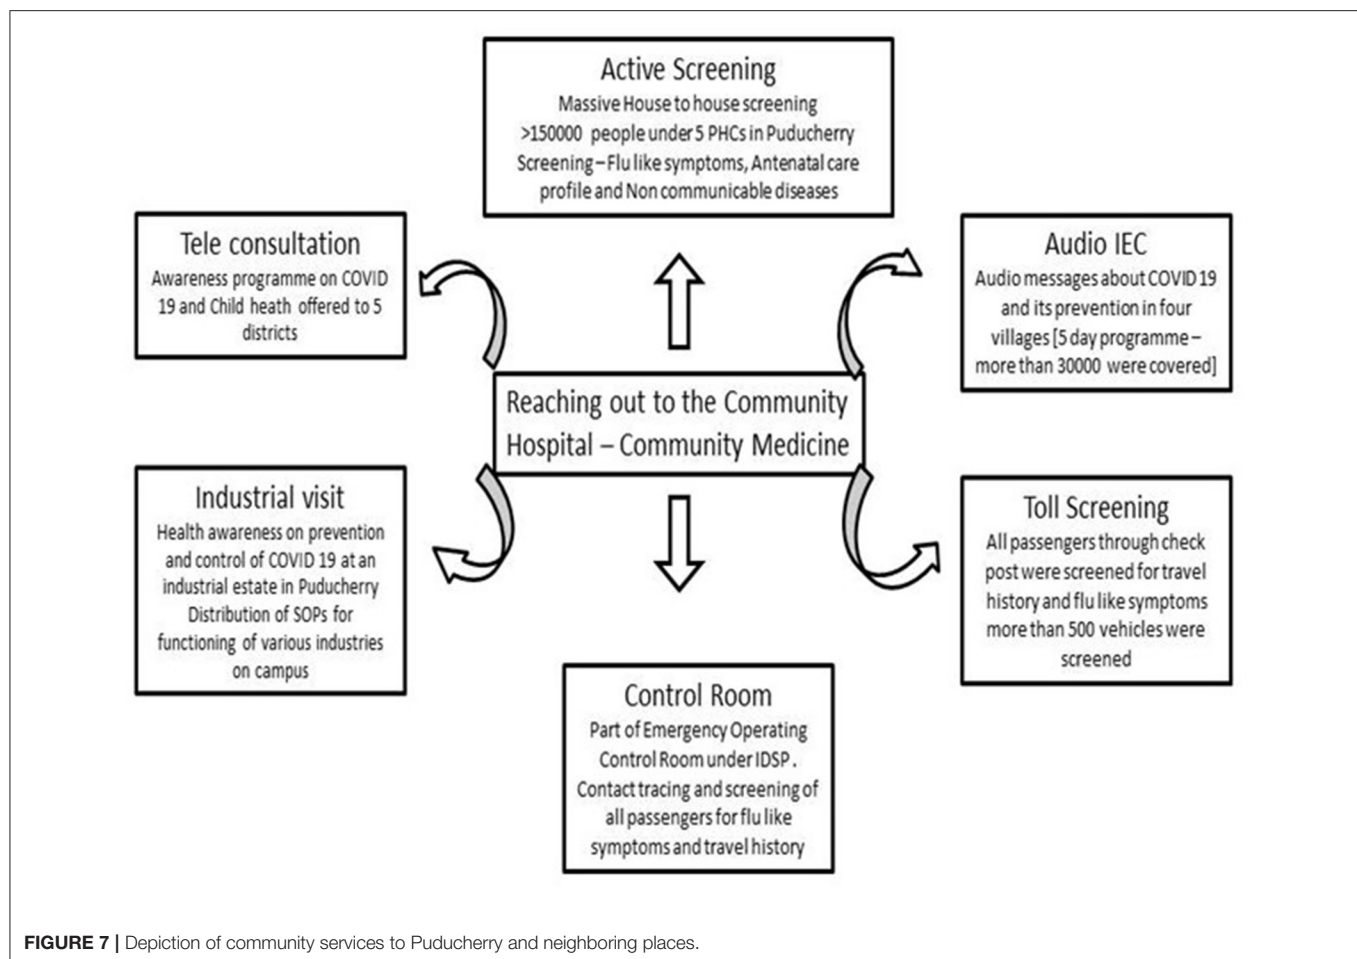 Active Screening
Massive House to house screening
>150000 people under 5 PHCs in Puducherry
Screening – Flu like symptoms, Antenatal care
profile and Non communicable diseases
Tele consultation
Awareness programme on COVID
19 and Child heath offered to 5
districts
Audio IEC
Audio messages about COVID 19
and its prevention in four
villages [5 day programme –
more than 30000 were covered]
Reaching out to the Community
Hospital – Community Medicine
Industrial visit
Health awareness on prevention
and control of COVID 19 at an
industrial estate in Puducherry
Distribution of SOPs for
functioning of various industries
on campus
Toll Screening
All passengers through check
post were screened for travel
history and flu like symptoms
more than 500 vehicles were
screened
Control Room
Part of Emergency Operating
Control Room under IDSP .
Contact tracing and screening of
all passengers for flu like
symptoms and travel history
FIGURE 7 | Depiction of community services to Puducherry and neighboring places.